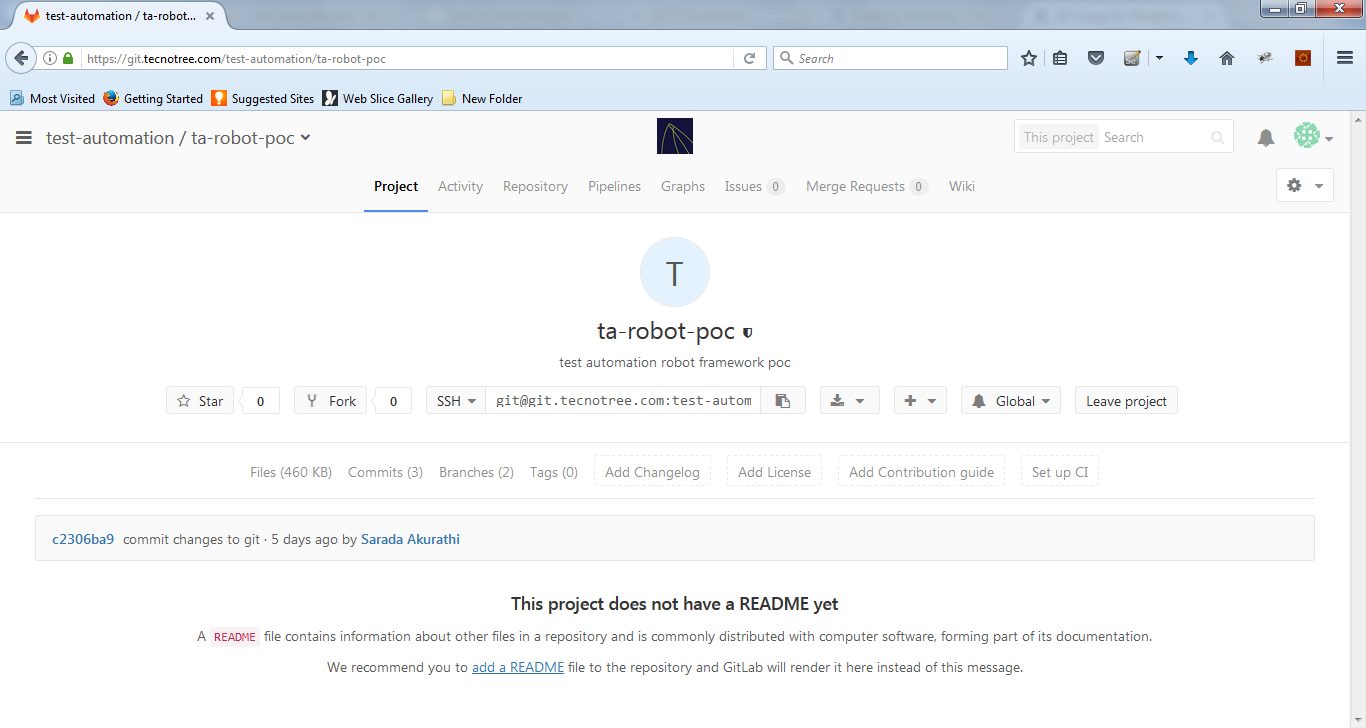 test-automation / ta-robot...
https://git.tecnotree.com/test-automation/ta-robot-poc
Search
Most Visited Getting Started Suggested Sites Web Slice Gallery New Folder
test-automation / ta-robot-poc
This project Search
Project Activity Repository Pipelines Graphs Issues 0 Merge Requests 0 Wiki
T
ta-robot-poc
test automation robot framework poc
Star 0 Fork 0 SSH git@git.tecnotree.com:test-autom Global Leave project
Files (460 KB) Commits (3) Branches (2) Tags (0) Add Changelog Add License Add Contribution guide Set up CI
c2306ba9 commit changes to git · 5 days ago by Sarada Akurathi
This project does not have a README yet
A README file contains information about other files in a repository and is commonly distributed with computer software, forming part of its documentation.
We recommend you to add a README file to the repository and GitLab will render it here instead of this message.